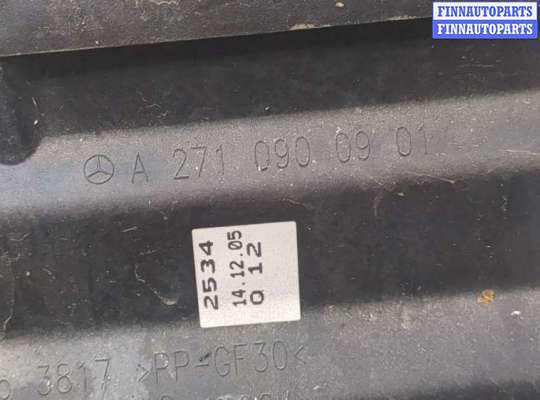 FINNAUTOPARTS
FINNAUTOPARTS
A 271 090 09 01
2534
14.12.05
0 12
3817 >PP-GF30<